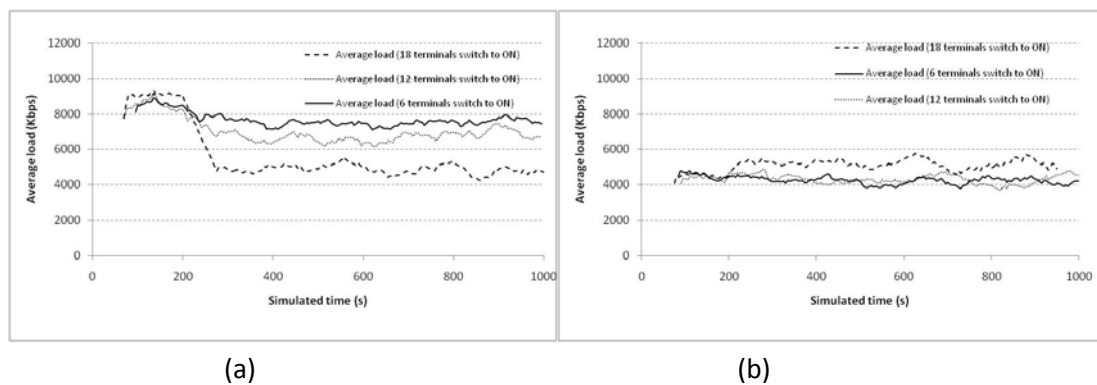 12000
10000
8000
6000
4000
2000
0
Average load (Kbps)
Average load (18 terminals switch to ON)
Average load (12 terminals switch to ON)
Average load (6 terminals switch to ON)
0 200 400 600 800 1000
Simulated time (s)
(a)
12000
10000
8000
6000
4000
2000
0
Average load (Kbps)
Average load (18 terminals switch to ON)
Average load (6 terminals switch to ON)
Average load (12 terminals switch to ON)
0 200 400 600 800 1000
Simulated time (s)
(b)